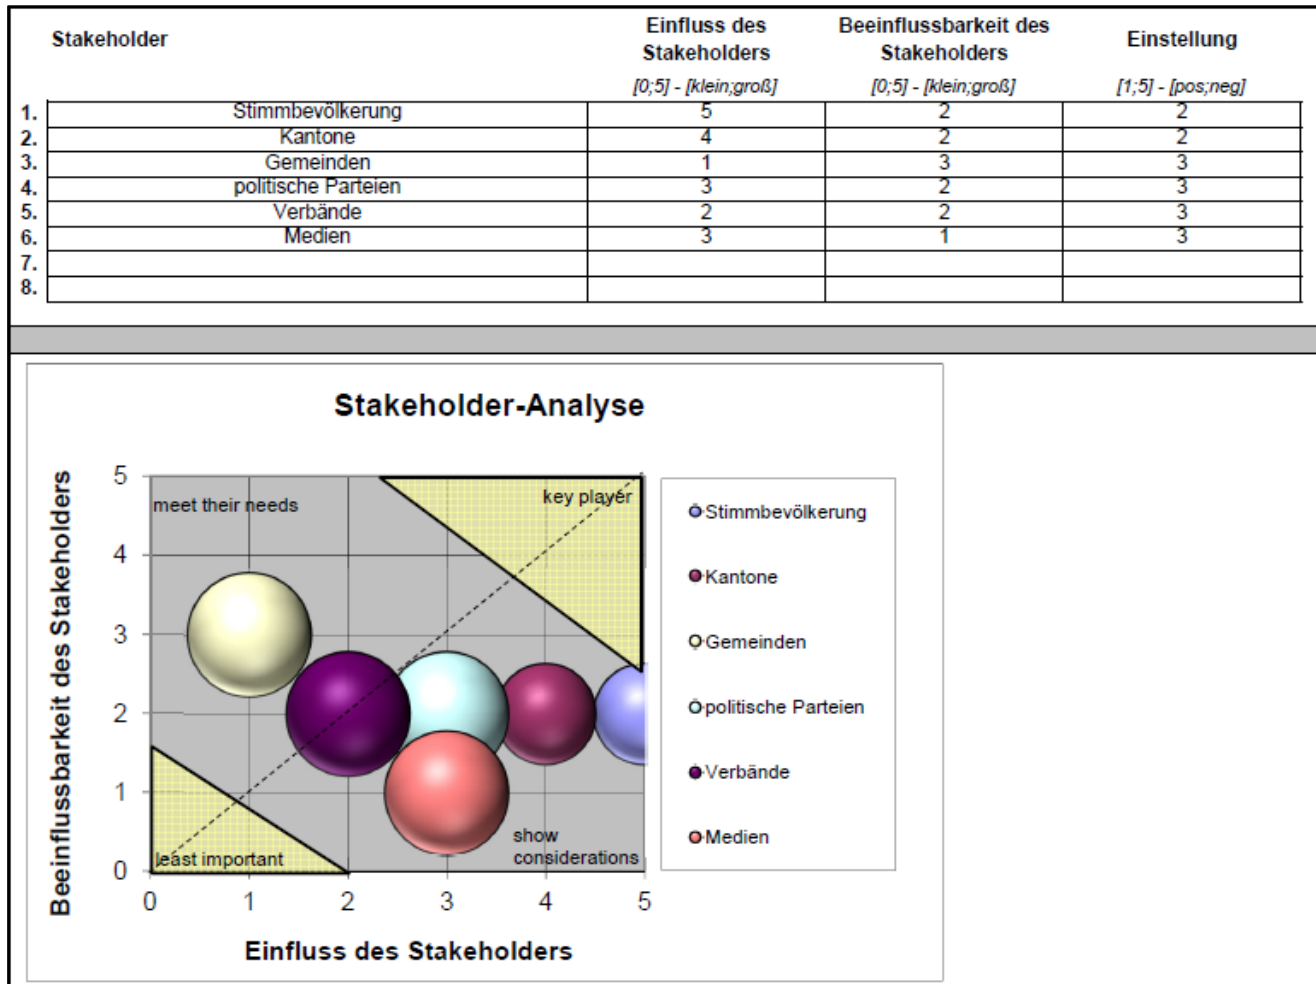 Stakeholder Einfluss des Stakeholders Beeinflussbarkeit des Stakeholders Einstellung
[0;5] - [klein;groß] [0;5] - [klein;groß] [1;5] - [pos;neg]
1. Stimmbevölkerung 5 2 2
2. Kantone 4 2 2
3. Gemeinden 1 3 3
4. politische Parteien 3 2 3
5. Verbände 2 2 3
6. Medien 3 1 3
7.
8.
Stakeholder-Analyse
Beeinflussbarkeit des Stakeholders
5
4
3
2
1
0
meet their needs
key player
least important
show
considerations
0 1 2 3 4 5
Einfluss des Stakeholders
Stimmbevölkerung
Kantone
Gemeinden
politische Parteien
Verbände
Medien